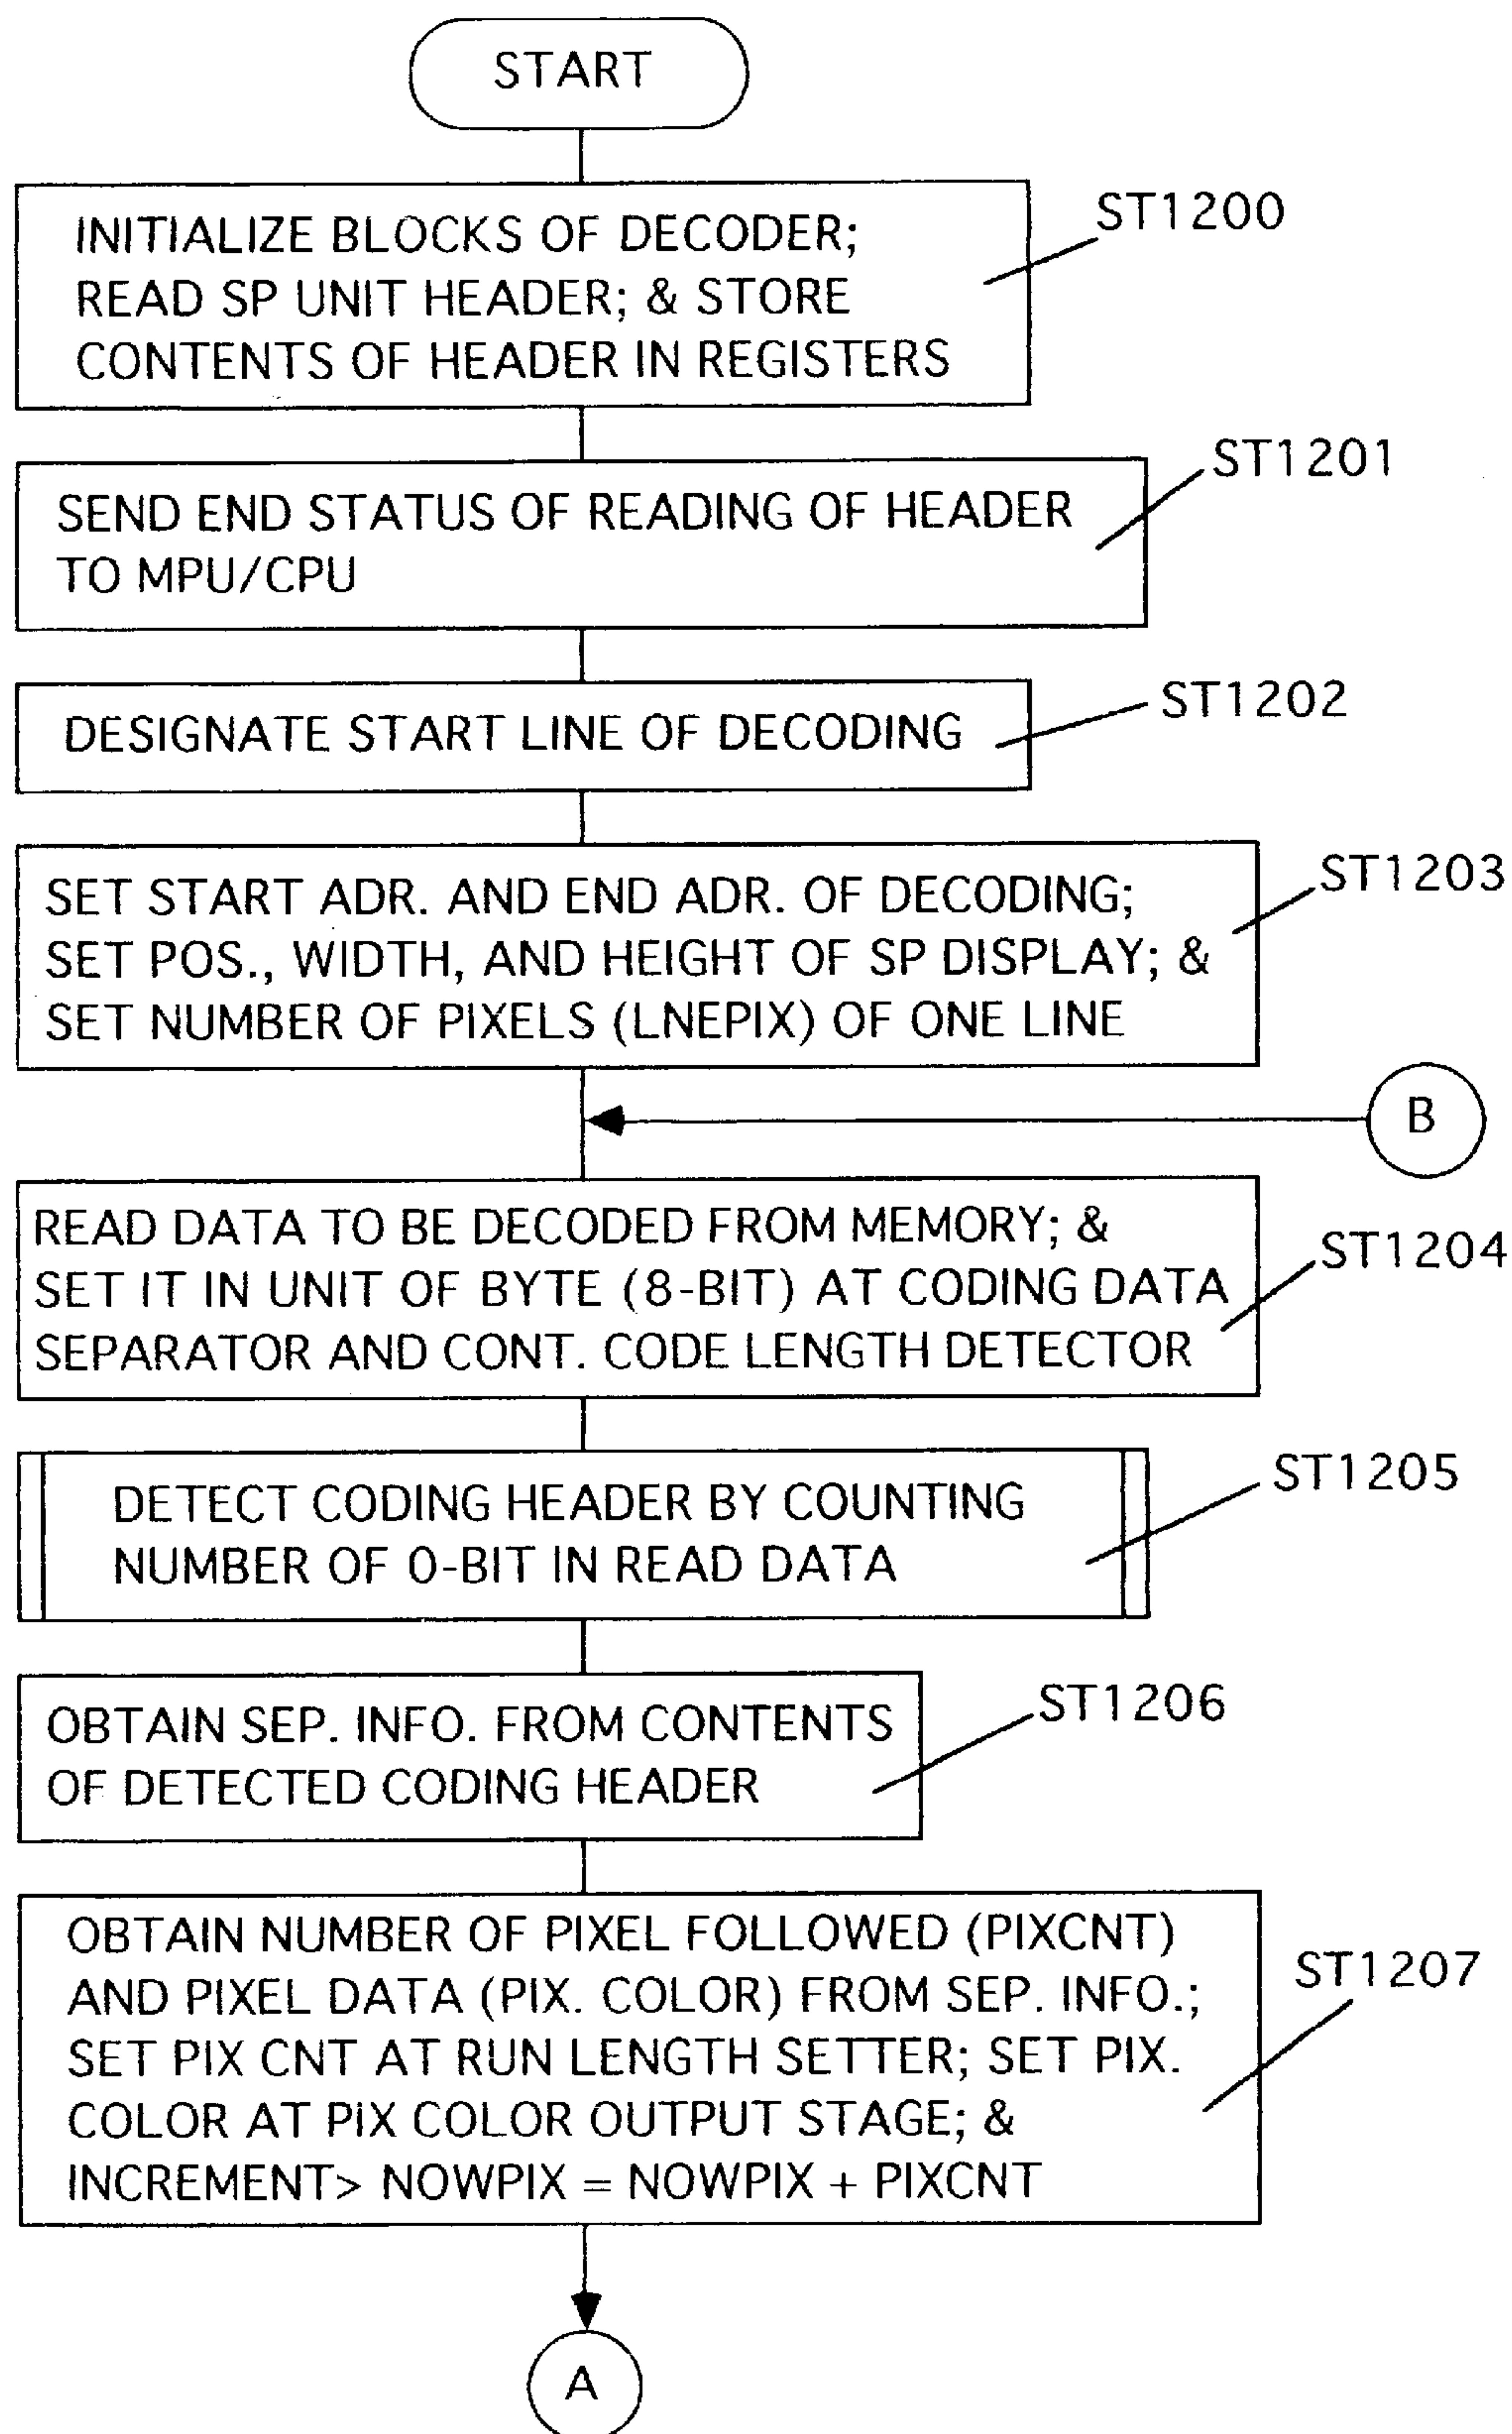 START
INITIALIZE BLOCKS OF DECODER;
READ SP UNIT HEADER; & STORE
CONTENTS OF HEADER IN REGISTERS
ST1200
SEND END STATUS OF READING OF HEADER
TO MPU/CPU
ST1201
DESIGNATE START LINE OF DECODING
ST1202
SET START ADR. AND END ADR. OF DECODING;
SET POS., WIDTH, AND HEIGHT OF SP DISPLAY; &
SET NUMBER OF PIXELS (LNEPIX) OF ONE LINE
ST1203
B
READ DATA TO BE DECODED FROM MEMORY; &
SET IT IN UNIT OF BYTE (8-BIT) AT CODING DATA
SEPARATOR AND CONT. CODE LENGTH DETECTOR
ST1204
DETECT CODING HEADER BY COUNTING
NUMBER OF 0-BIT IN READ DATA
ST1205
OBTAIN SEP. INFO. FROM CONTENTS
OF DETECTED CODING HEADER
ST1206
OBTAIN NUMBER OF PIXEL FOLLOWED (PIXCNT)
AND PIXEL DATA (PIX. COLOR) FROM SEP. INFO.;
SET PIX CNT AT RUN LENGTH SETTER; SET PIX.
COLOR AT PIX COLOR OUTPUT STAGE; &
INCREMENT> NOWPIX = NOWPIX + PIXCNT
ST1207
A